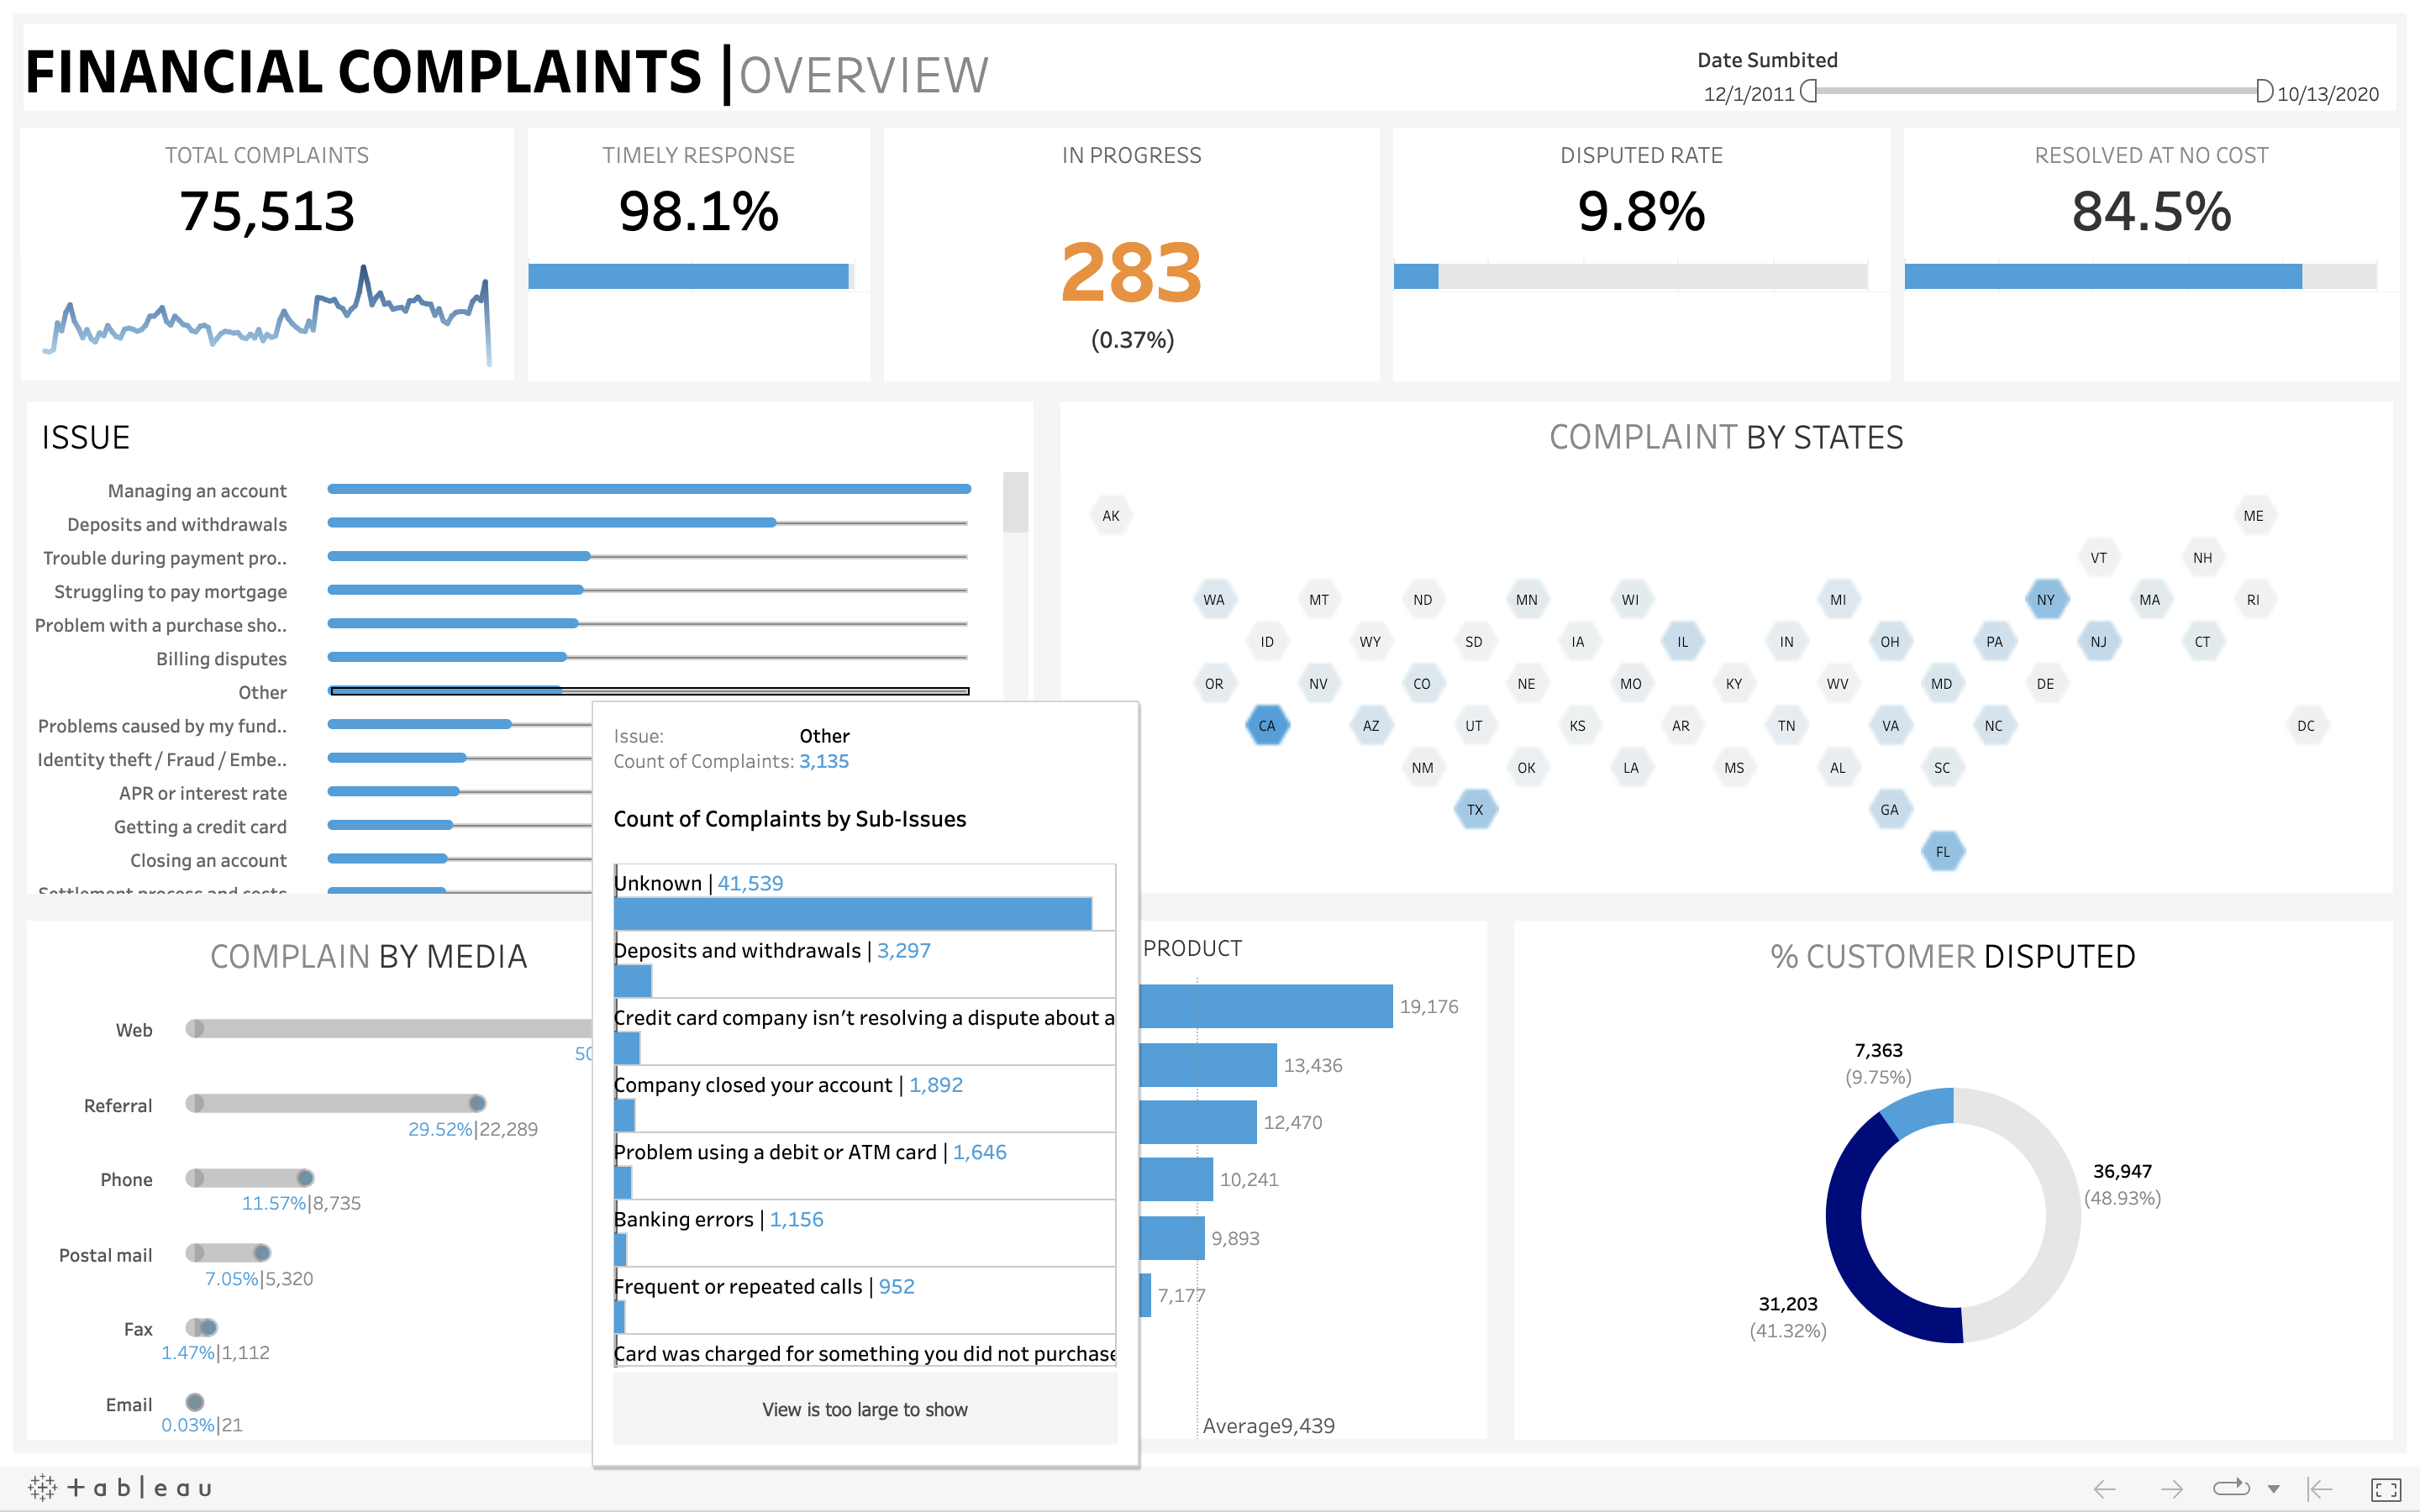 FINANCIAL COMPLAINTS |OVERVIEW
Date Sumbited
12/1/2011
10/13/2020
TOTAL COMPLAINTS
75,513
TIMELY RESPONSE
98.1%
IN PROGRESS
283
(0.37%)
DISPUTED RATE
9.8%
RESOLVED AT NO COST
84.5%
ISSUE
Managing an account
Deposits and withdrawals
Trouble during payment pro..
Struggling to pay mortgage
Problem with a purchase sho..
Billing disputes
Other
Problems caused by my fund..
Identity theft / Fraud / Embe..
APR or interest rate
Getting a credit card
Closing an account
Settlement process and costs
COMPLAINT BY STATES
AK
ME
VT
NH
WA
MT
ND
MN
WI
MI
NY
MA
RI
ID
WY
SD
IA
IL
IN
OH
PA
NJ
CT
OR
NV
CO
NE
MO
KY
WV
MD
DE
CA
AZ
UT
KS
AR
TN
VA
NC
DC
NM
OK
LA
MS
AL
SC
TX
GA
FL
Issue: Other
Count of Complaints: 3,135
Count of Complaints by Sub-Issues
Unknown | 41,539
Deposits and withdrawals | 3,297
Credit card company isn't resolving a dispute about a
Company closed your account | 1,892
Problem using a debit or ATM card | 1,646
Banking errors | 1,156
Frequent or repeated calls | 952
Card was charged for something you did not purchase
View is too large to show
COMPLAIN BY MEDIA
Web
50
Referral
29.52%|22,289
Phone
11.57%|8,735
Postal mail
7.05%|5,320
Fax
1.47%|1,112
Email
0.03%|21
PRODUCT
19,176
13,436
12,470
10,241
9,893
7,177
Average9,439
% CUSTOMER DISPUTED
7,363
(9.75%)
36,947
(48.93%)
31,203
(41.32%)
+ableau